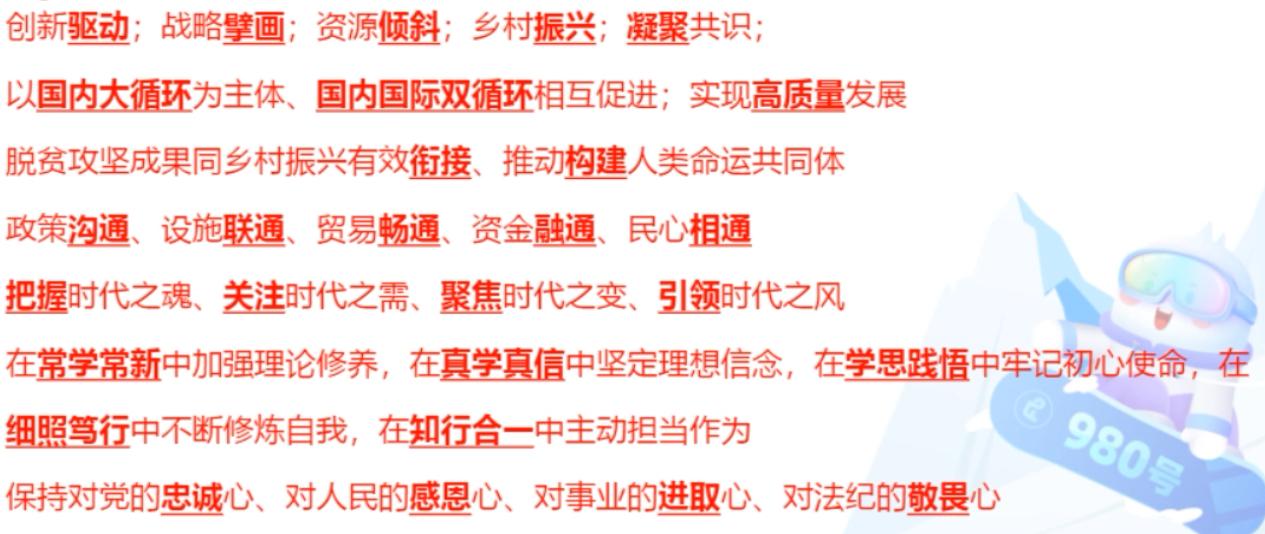 创新驱动；战略擘画；资源倾斜；乡村振兴；凝聚共识；
以国内大循环为主体、国内国际双循环相互促进；实现高质量发展
脱贫攻坚成果同乡村振兴有效衔接、推动构建人类命运共同体
政策沟通、设施联通、贸易畅通、资金融通、民心相通
把握时代之魂、关注时代之需、聚焦时代之变、引领时代之风
在常学常新中加强理论修养，在真学真信中坚定理想信念，在学思践悟中牢记初心使命，在
细照笃行中不断修炼自我，在知行合一中主动担当作为
保持对党的忠诚心、对人民的感恩心、对事业的进取心、对法纪的敬畏心
980号